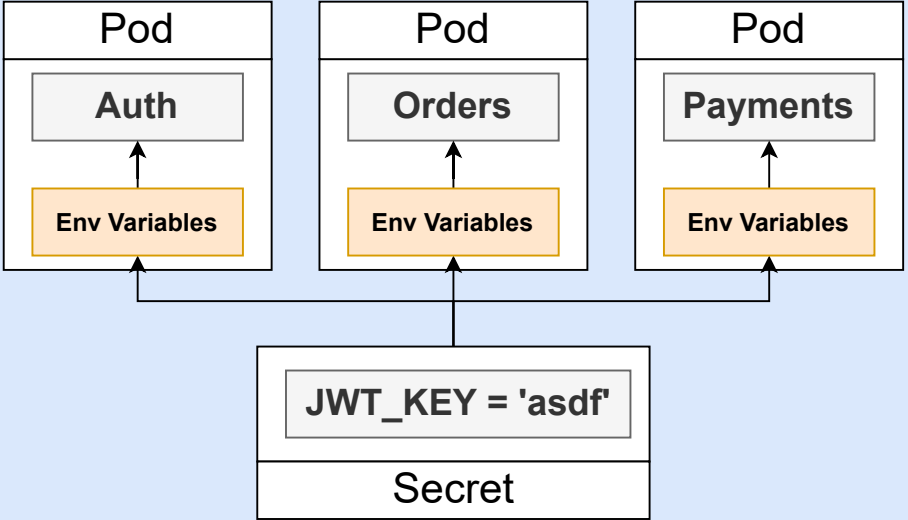 Pod
Pod
Pod
Auth
Orders
Payments
Env Variables
Env Variables
Env Variables
JWT_KEY = 'asdf'
Secret